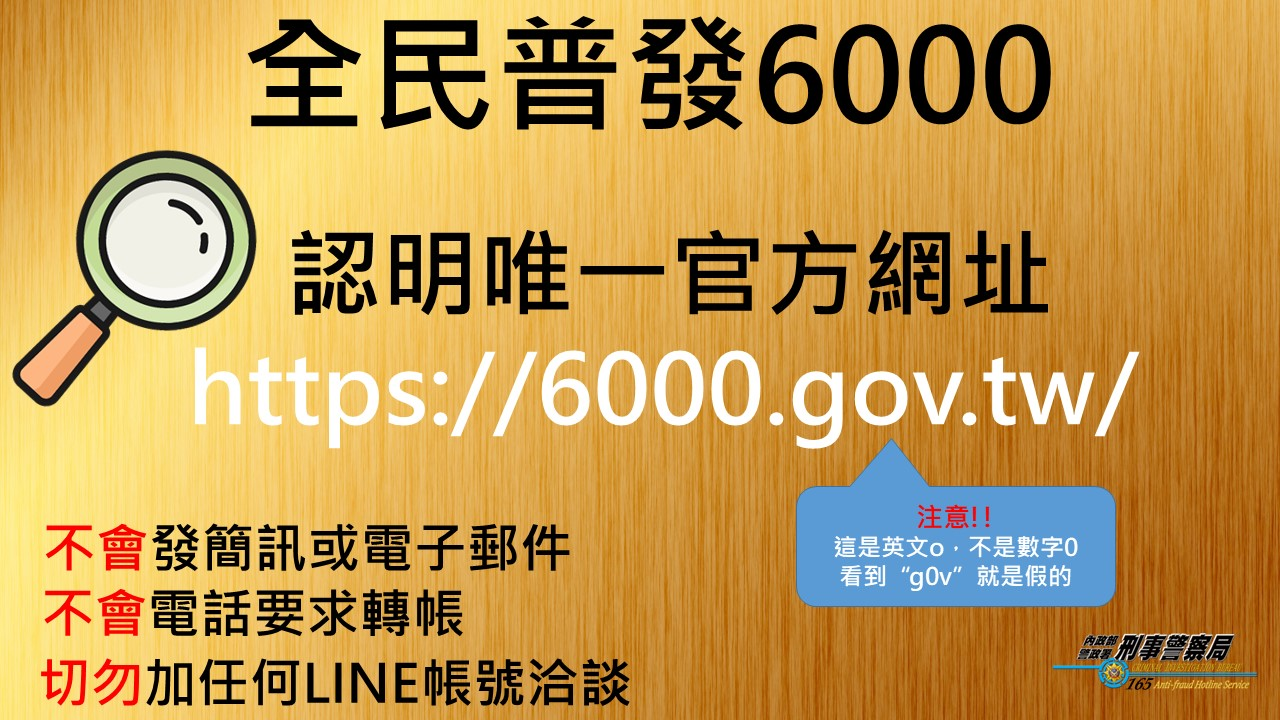 全民普發6000
認明唯一官方網址
https://6000.gov.tw/
注意!!
這是英文o，不是數字0
看到“g0v”就是假的
不會發簡訊或電子郵件
不會電話要求轉帳
切勿加任何LINE帳號洽談
內政部
警政署
刑事警察局
CRIMINAL INVESTIGATION BUREAU
165 Anti-fraud Hotline Service